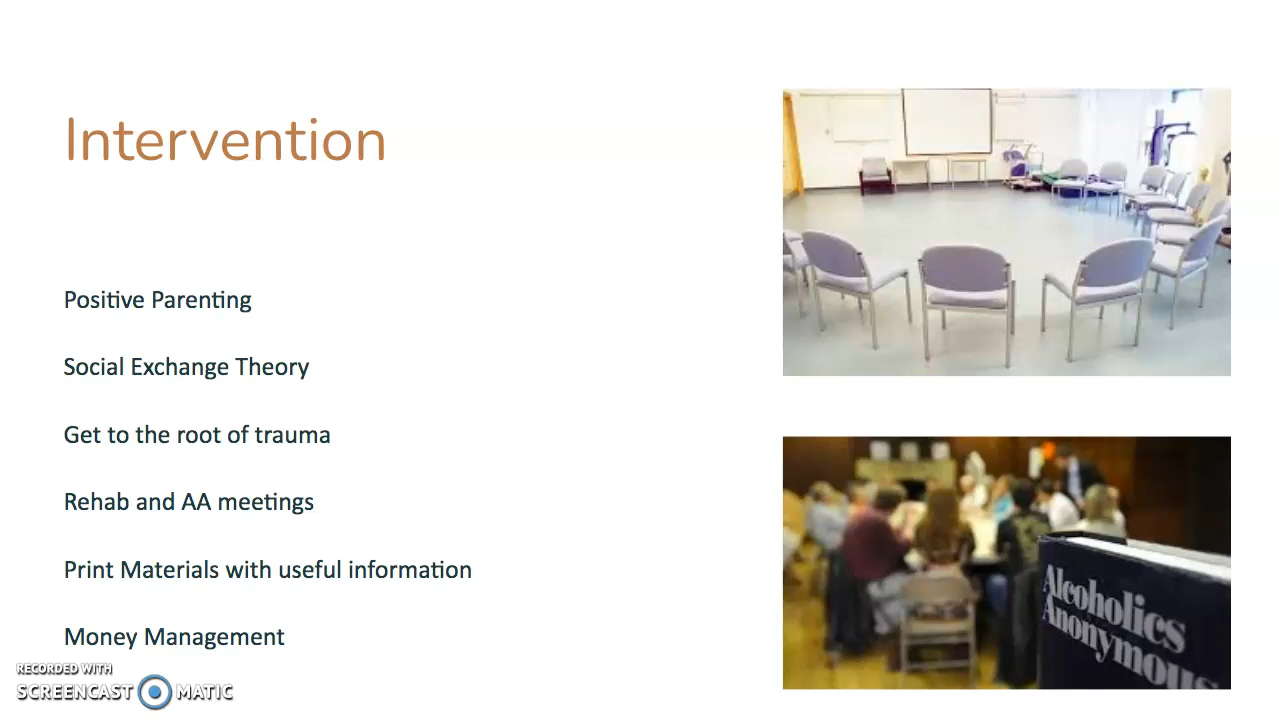 Intervention
Positive Parenting
Social Exchange Theory
Get to the root of trauma
Rehab and AA meetings
Print Materials with useful information
Money Management
RECORDED WITH
SCREENCAST MATIC
Alcoholics
Anonymous